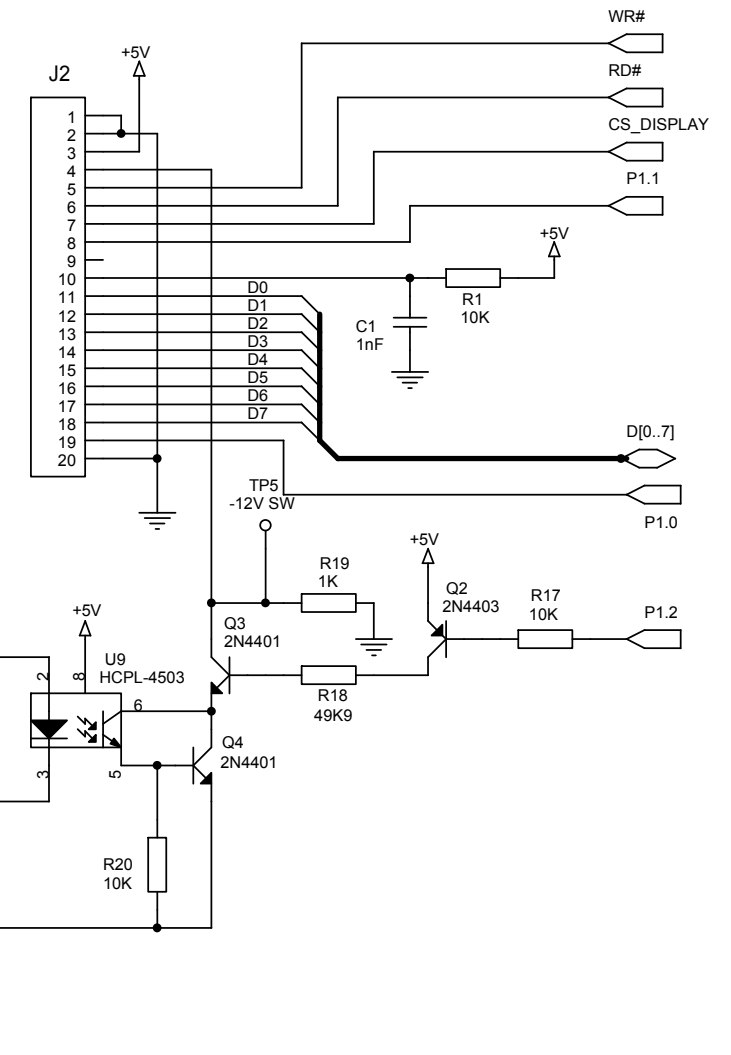 WR#
+5V
J2
RD#
CS_DISPLAY
1
2
3
4
P1.1
5
6
7
8
+5V
9
10
11
D0
R1
10K
12
D1
C1
1nF
13
D2
14
D3
15
D4
16
D5
17
D6
18
D7
19
D[0..7]
20
TP5
-12V SW
P1.0
+5V
R19
1K
Q2
2N4403
R17
10K
P1.2
+5V
Q3
2N4401
U9
HCPL-4503
2
8
R18
49K9
6
Q4
2N4401
3
5
R20
10K